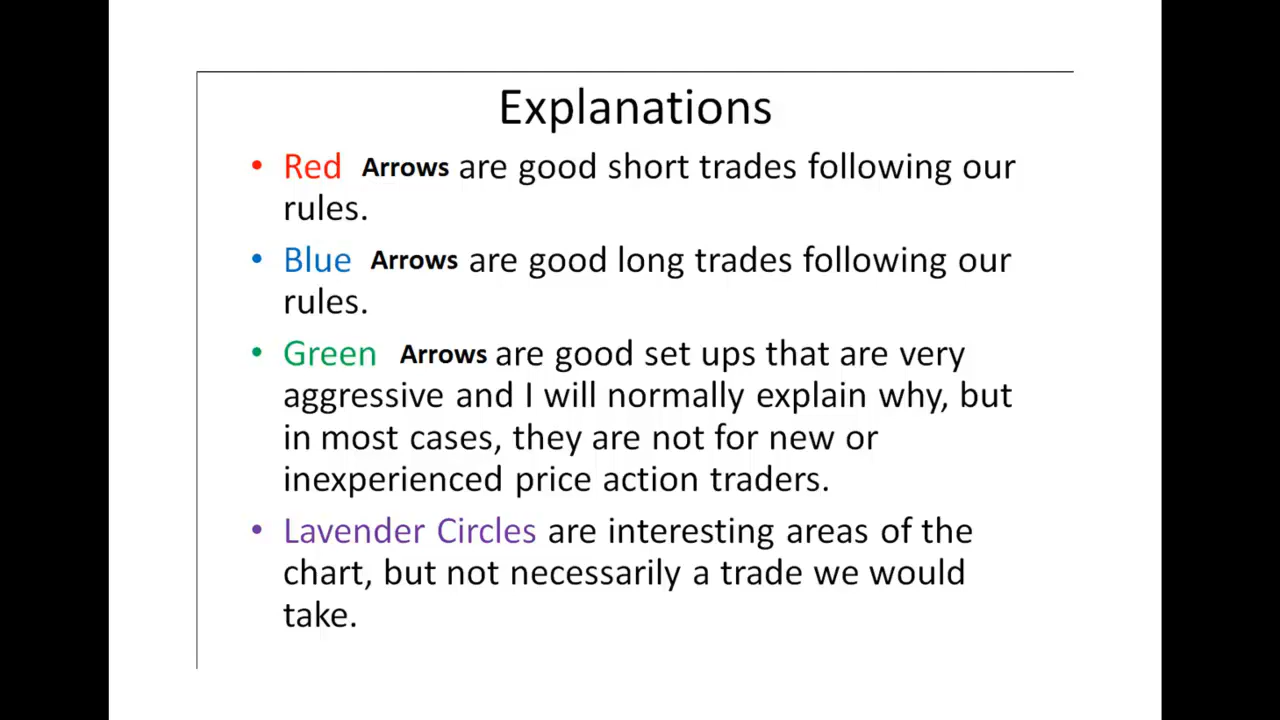 Explanations
• Red Arrows are good short trades following our
rules.
• Blue Arrows are good long trades following our
rules.
• Green Arrows are good set ups that are very
aggressive and I will normally explain why, but
in most cases, they are not for new or
inexperienced price action traders.
• Lavender Circles are interesting areas of the
chart, but not necessarily a trade we would
take.